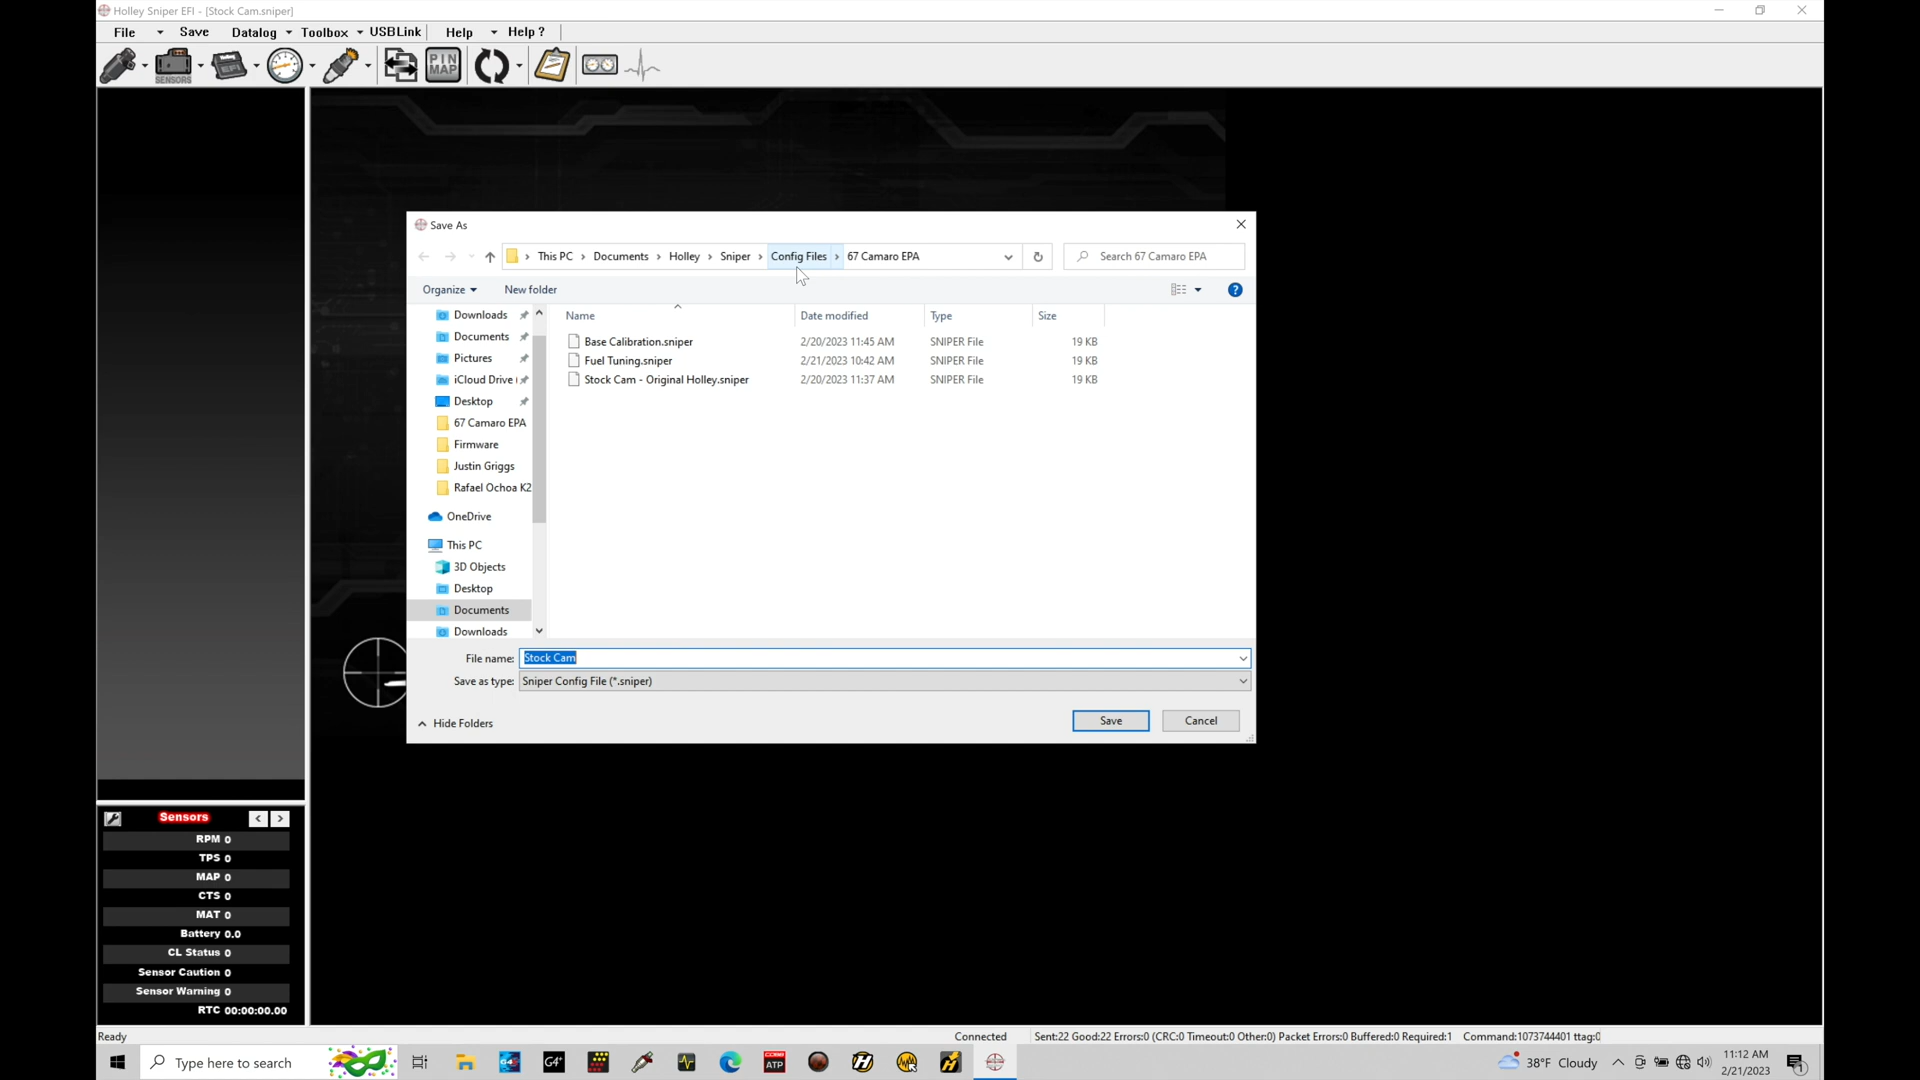 Holley Sniper EFI - [Stock Cam.sniper]
File Save Datalog Toolbox USBLink Help Help ?
SENSORS EFI PIN MAP
Save As
This PC Documents Holley Sniper Config Files 67 Camaro EPA Search 67 Camaro EPA
Organize New folder
Name Date modified Type Size
Base Calibration.sniper 2/20/2023 11:45 AM SNIPER File 19 KB
Fuel Tuning.sniper 2/21/2023 10:42 AM SNIPER File 19 KB
Stock Cam - Original Holley.sniper 2/20/2023 11:37 AM SNIPER File 19 KB
Downloads
Documents
Pictures
iCloud Drive
Desktop
67 Camaro EPA
Firmware
Justin Griggs
Rafael Ochoa K2
OneDrive
This PC
3D Objects
Desktop
Documents
Downloads
File name: Stock Cam
Save as type: Sniper Config File (*.sniper)
Hide Folders Save Cancel
Sensors < >
RPM 0
TPS 0
MAP 0
CTS 0
MAT 0
Battery 0.0
CL Status 0
Sensor Caution 0
Sensor Warning 0
RTC 00:00:00.00
Ready Connected Sent:22 Good:22 Errors:0 (CRC:0 Timeout:0 Other:0) Packet Errors:0 Buffered:0 Required:1 Command:1073744401 ttag:0
Type here to search G4+ ATP 38°F Cloudy 11:12 AM
2/21/2023 1